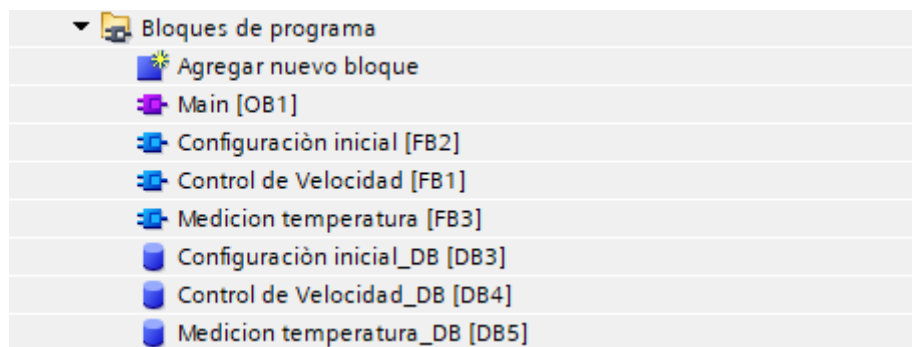 Bloques de programa
Agregar nuevo bloque
Main [OB1]
Configuraciòn inicial [FB2]
Control de Velocidad [FB1]
Medicion temperatura [FB3]
Configuraciòn inicial_DB [DB3]
Control de Velocidad_DB [DB4]
Medicion temperatura_DB [DB5]